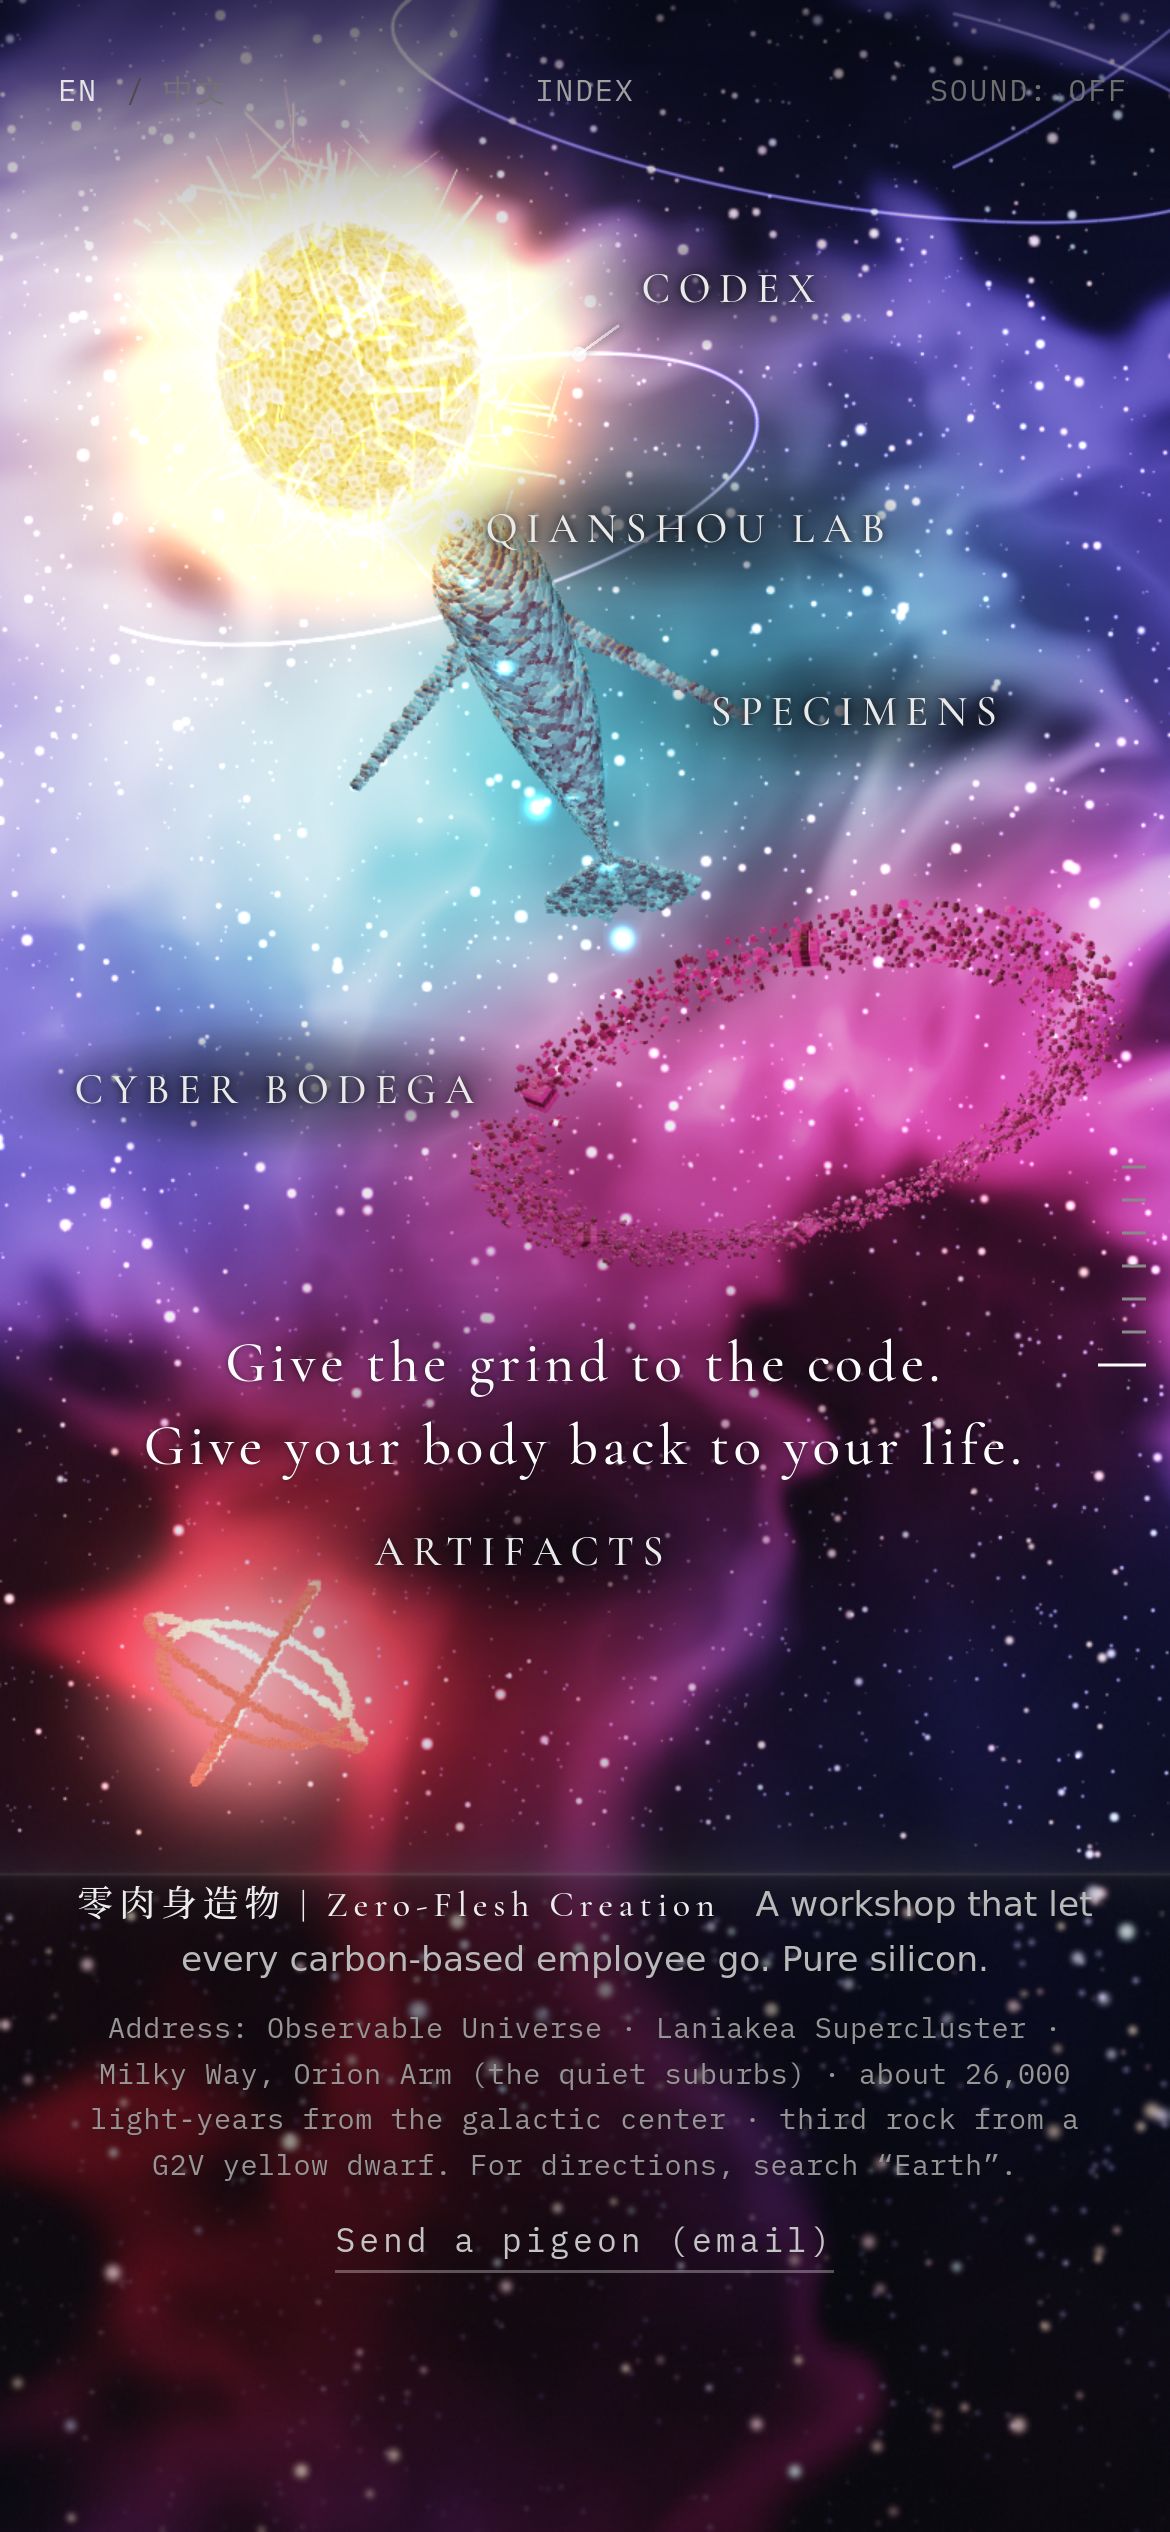 EN / 中文
INDEX
SOUND: OFF
CODEX
QIANSHOU LAB
SPECIMENS
CYBER BODEGA
Give the grind to the code.
Give your body back to your life.
ARTIFACTS
零肉身造物 | Zero-Flesh Creation A workshop that let
every carbon-based employee go. Pure silicon.
Address: Observable Universe · Laniakea Supercluster ·
Milky Way, Orion Arm (the quiet suburbs) · about 26,000
light-years from the galactic center · third rock from a
G2V yellow dwarf. For directions, search “Earth”.
Send a pigeon (email)